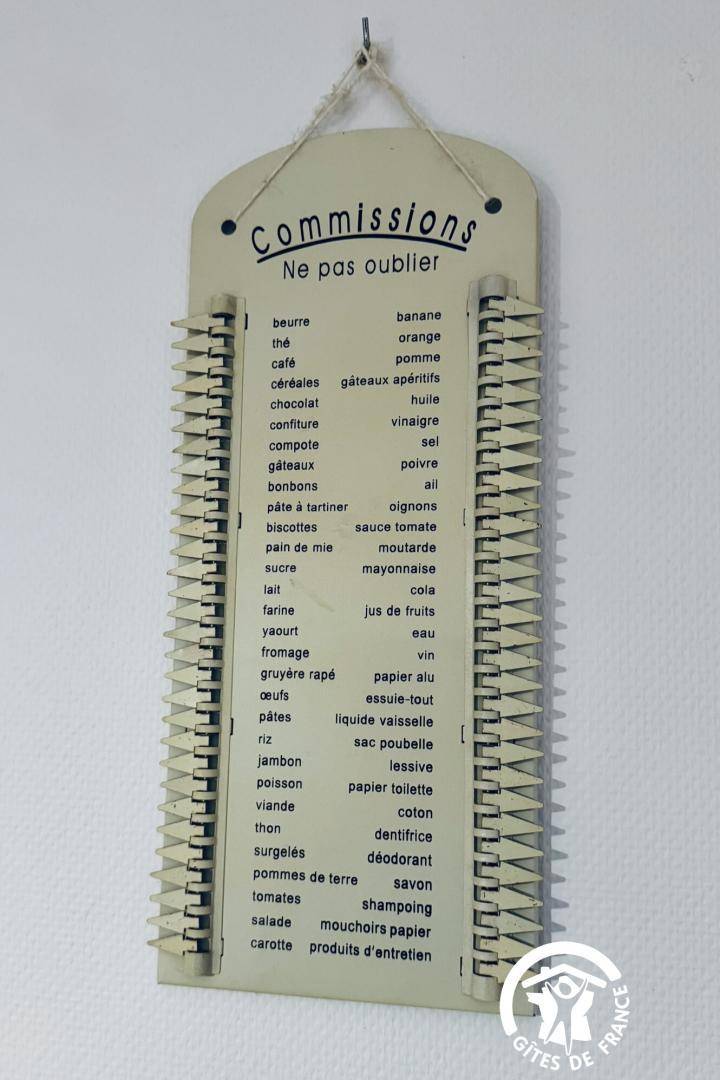 Commissions
Ne pas oublier
beurre banane
thé orange
café pomme
céréales gâteaux apéritifs
chocolat huile
confiture vinaigre
compote sel
gâteaux poivre
bonbons ail
pâte à tartiner oignons
biscottes sauce tomate
pain de mie moutarde
sucre mayonnaise
lait cola
farine jus de fruits
yaourt eau
fromage vin
gruyère rapé papier alu
œufs essuie-tout
pâtes liquide vaisselle
riz sac poubelle
jambon lessive
poisson papier toilette
viande coton
thon dentifrice
surgelés déodorant
pommes de terre savon
tomates shampoing
salade mouchoirs papier
carotte produits d'entretien
GÎTES DE FRANCE